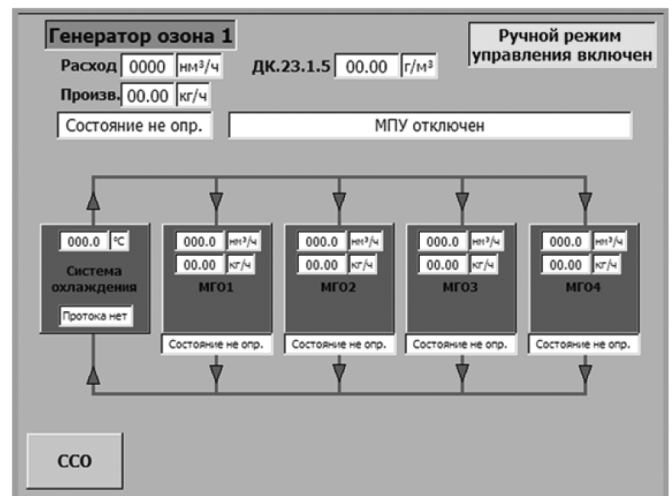 Генератор озона 1
Ручной режим
управления включен
Расход 0000 нм³/ч ДК.23.1.5 00.00 г/м³
Произв. 00.00 кг/ч
Состояние не опр. МПУ отключен
000.0 °C 000.0 нм³/ч 000.0 нм³/ч 000.0 нм³/ч 000.0 нм³/ч
00.00 кг/ч 00.00 кг/ч 00.00 кг/ч 00.00 кг/ч
Система
охлаждения МГО1 МГО2 МГО3 МГО4
Протока нет
Состояние не опр. Состояние не опр. Состояние не опр. Состояние не опр.
ССО